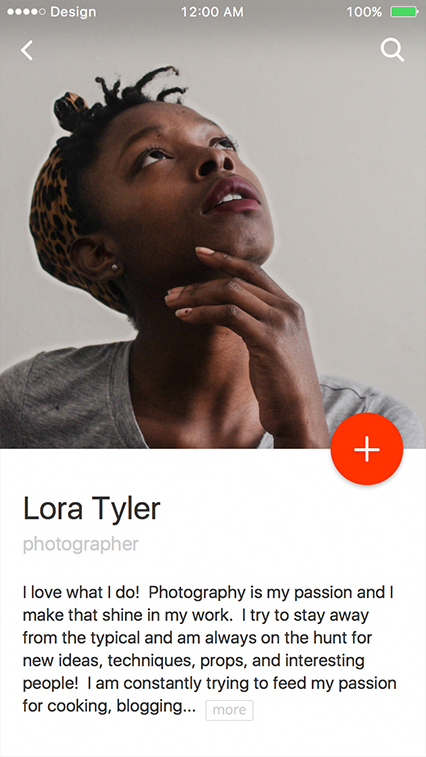 Design 12:00 AM 100%
Lora Tyler
photographer
I love what I do!  Photography is my passion and I
make that shine in my work.  I try to stay away
from the typical and am always on the hunt for
new ideas, techniques, props, and interesting
people!  I am constantly trying to feed my passion
for cooking, blogging... more